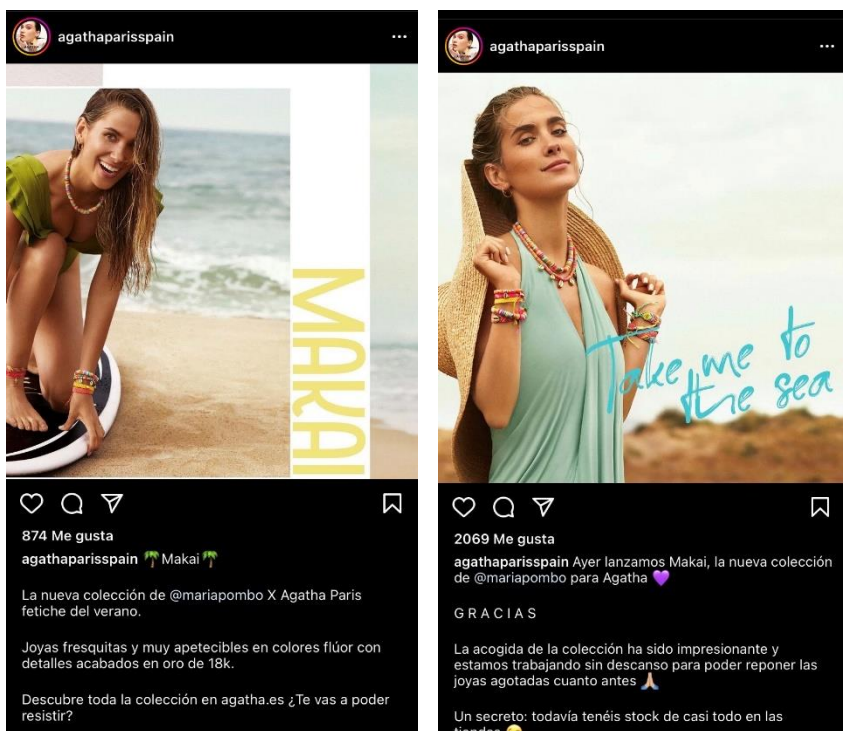 agathaparisspain
MAKAI
874 Me gusta
agathaparisspain 🌴Makai🌴
La nueva colección de @mariapombo X Agatha Paris
fetiche del verano.
Joyas fresquitas y muy apetecibles en colores flúor con
detalles acabados en oro de 18k.
Descubre toda la colección en agatha.es ¿Te vas a poder
resistir?
agathaparisspain
Take me to
the sea
2069 Me gusta
agathaparisspain Ayer lanzamos Makai, la nueva colección
de @mariapombo para Agatha 💜
G R A C I A S
La acogida de la colección ha sido impresionante y
estamos trabajando sin descanso para poder reponer las
joyas agotadas cuanto antes 🙏🏼
Un secreto: todavía tenéis stock de casi todo en las
tiendas